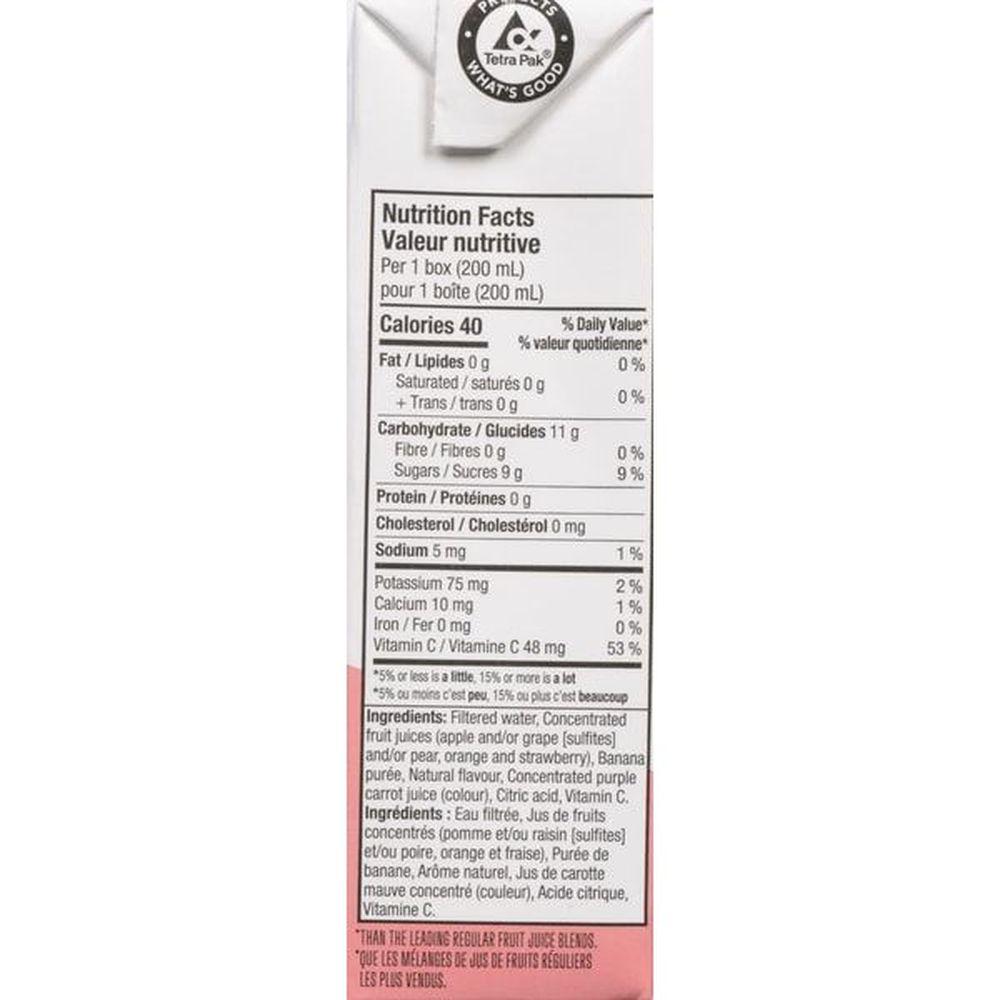 Tetra Pak®
WHAT'S GOOD
Nutrition Facts
Valeur nutritive
Per 1 box (200 mL)
pour 1 boîte (200 mL)
Calories 40
% Daily Value*
% valeur quotidienne*
Fat / Lipides 0 g 0 %
Saturated / saturés 0 g
+ Trans / trans 0 g 0 %
Carbohydrate / Glucides 11 g
Fibre / Fibres 0 g 0 %
Sugars / Sucres 9 g 9 %
Protein / Protéines 0 g
Cholesterol / Cholestérol 0 mg
Sodium 5 mg 1 %
Potassium 75 mg 2 %
Calcium 10 mg 1 %
Iron / Fer 0 mg 0 %
Vitamin C / Vitamine C 48 mg 53 %
*5% or less is a little, 15% or more is a lot
*5% ou moins c'est peu, 15% ou plus c'est beaucoup
Ingredients: Filtered water, Concentrated
fruit juices (apple and/or grape [sulfites]
and/or pear, orange and strawberry), Banana
purée, Natural flavour, Concentrated purple
carrot juice (colour), Citric acid, Vitamin C.
Ingrédients : Eau filtrée, Jus de fruits
concentrés (pomme et/ou raisin [sulfites]
et/ou poire, orange et fraise), Purée de
banane, Arôme naturel, Jus de carotte
mauve concentré (couleur), Acide citrique,
Vitamine C.
*THAN THE LEADING REGULAR FRUIT JUICE BLENDS.
*QUE LES MÉLANGES DE JUS DE FRUITS RÉGULIERS
LES PLUS VENDUS.